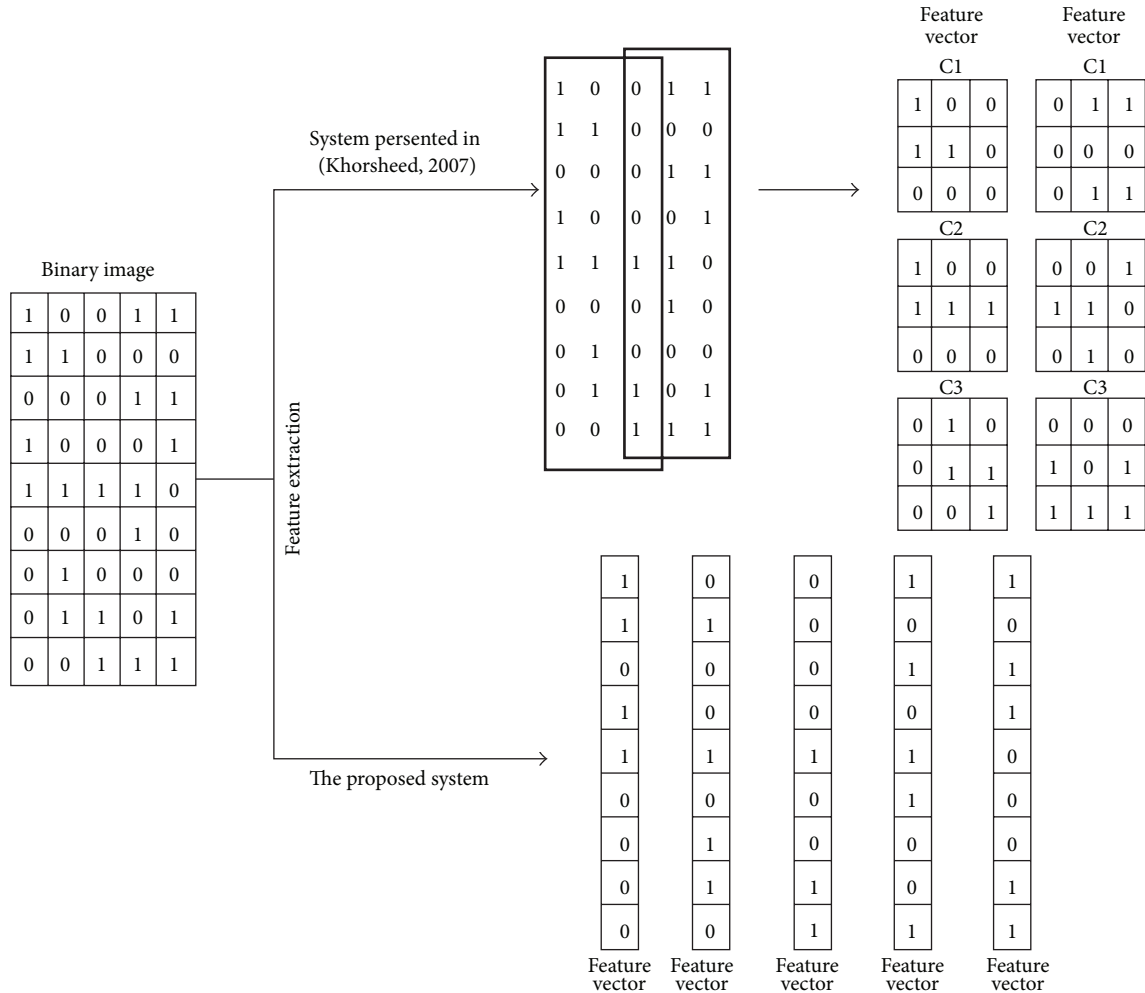 Binary image
1 0 0 1 1
1 1 0 0 0
0 0 0 1 1
1 0 0 0 1
1 1 1 1 0
0 0 0 1 0
0 1 0 0 0
0 1 1 0 1
0 0 1 1 1
Feature extraction
System persented in
(Khorsheed, 2007)
1 0 0 1 1
1 1 0 0 0
0 0 0 1 1
1 0 0 0 1
1 1 1 1 0
0 0 0 1 0
0 1 0 0 0
0 1 1 0 1
0 0 1 1 1
Feature
vector
C1
1 0 0
1 1 0
0 0 0
C2
1 0 0
1 1 1
0 0 0
C3
0 1 0
0 1 1
0 0 1
Feature
vector
C1
0 1 1
0 0 0
0 1 1
C2
0 0 1
1 1 0
0 1 0
C3
0 0 0
1 0 1
1 1 1
The proposed system
1 0 0 1 1
1 1 0 0 0
0 0 0 1 1
1 0 0 0 1
1 1 1 1 0
0 0 0 1 0
0 1 0 0 0
0 1 1 0 1
0 0 1 1 1
Feature Feature Feature Feature Feature
vector vector vector vector vector